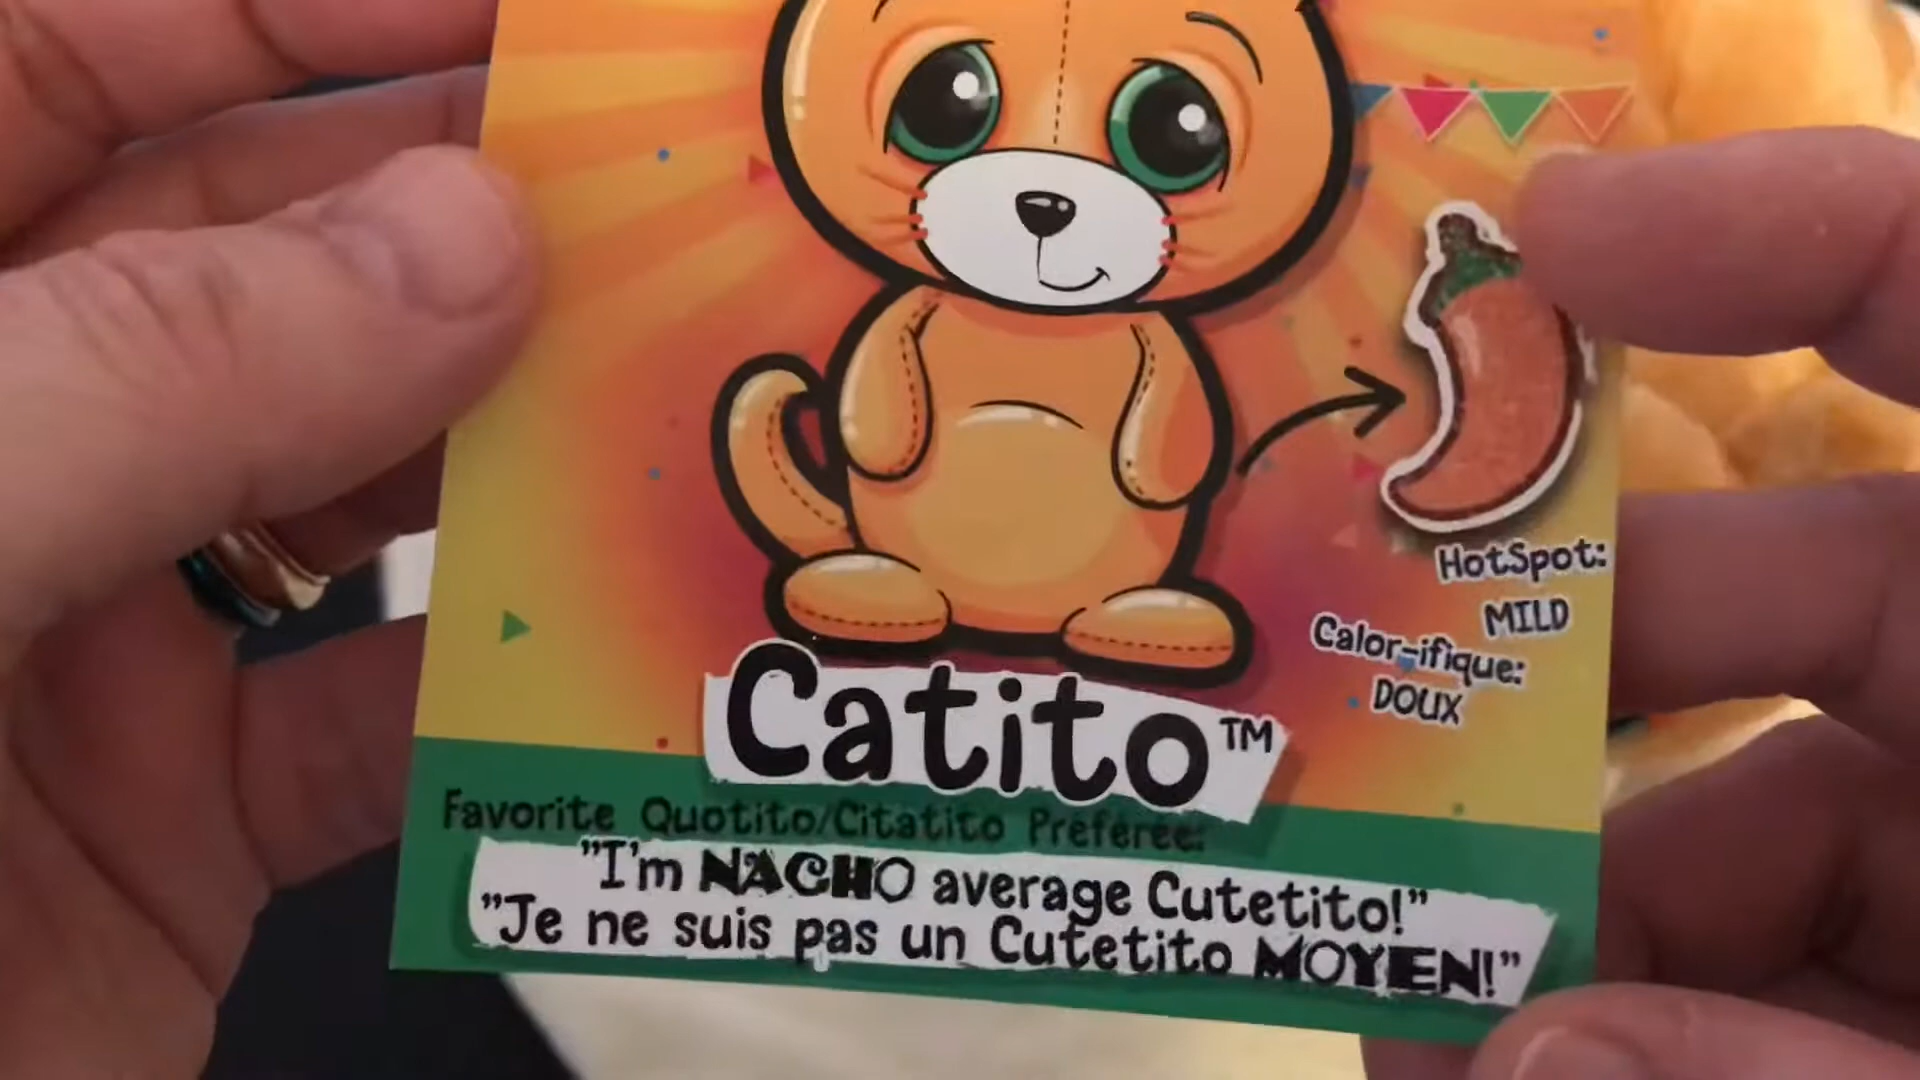 HotSpot:
MILD
Calor-ifique:
DOUX
Catito™
Favorite Quotito/Citatito Préférée:
"I'm NACHO average Cutetito!"
"Je ne suis pas un Cutetito MOYEN!"